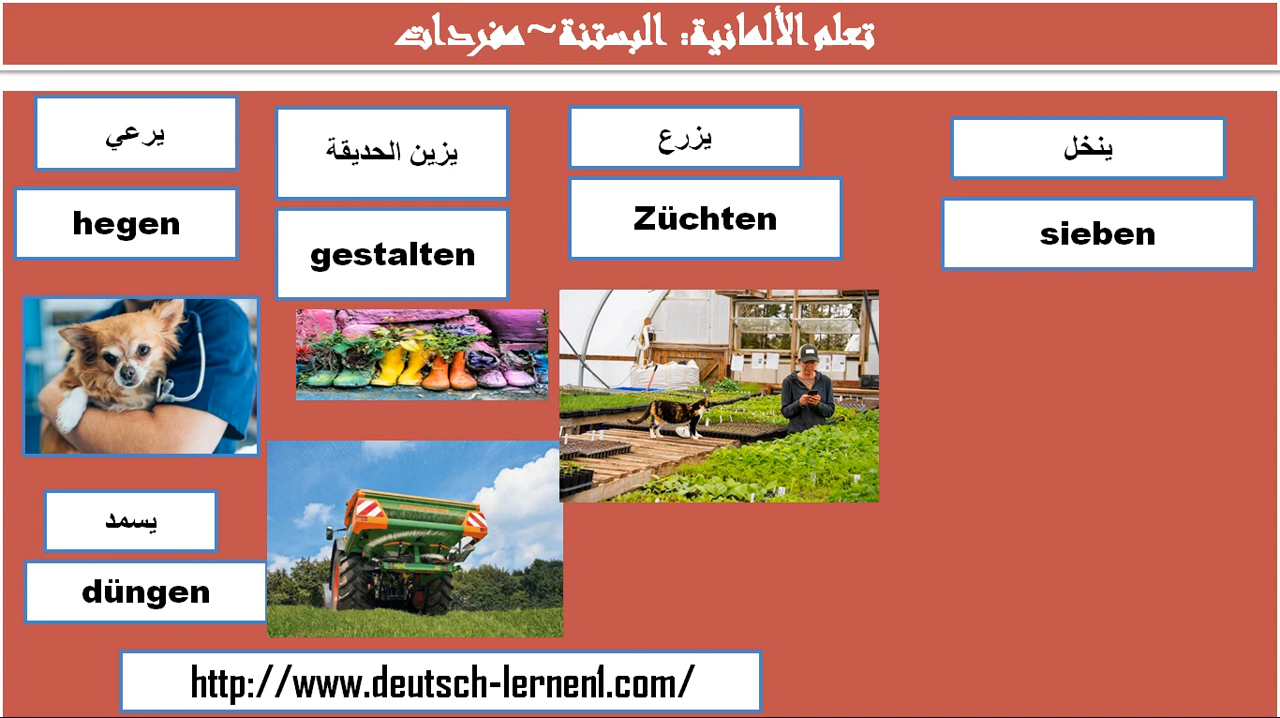 تعلم الألمانية: البستنة~مفردات
يرعي
hegen
يزين الحديقة
gestalten
يزرع
Züchten
ينخل
sieben
يسمد
düngen
http://www.deutsch-lernen1.com/